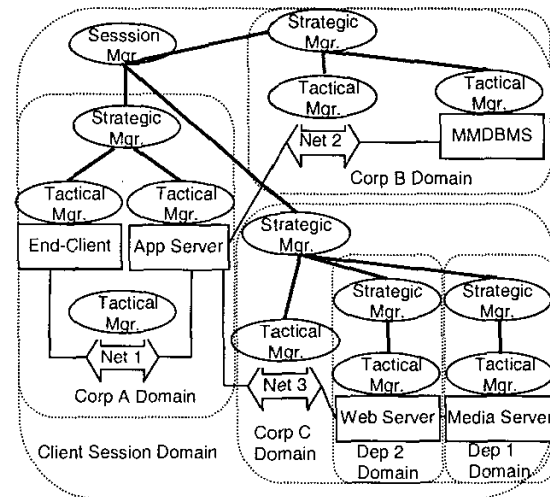 Sesssion
Mgr.
Strategic
Mgr.
Tactical
Mgr.
Tactical
Mgr.
MMDBMS
Net 2
Corp B Domain
Strategic
Mgr.
Tactical
Mgr.
Tactical
Mgr.
End-Client
App Server
Tactical
Mgr.
Net 1
Corp A Domain
Client Session Domain
Strategic
Mgr.
Strategic
Mgr.
Strategic
Mgr.
Tactical
Mgr.
Tactical
Mgr.
Tactical
Mgr.
Net 3
Web Server
Media Server
Corp C
Domain
Dep 2
Domain
Dep 1
Domain